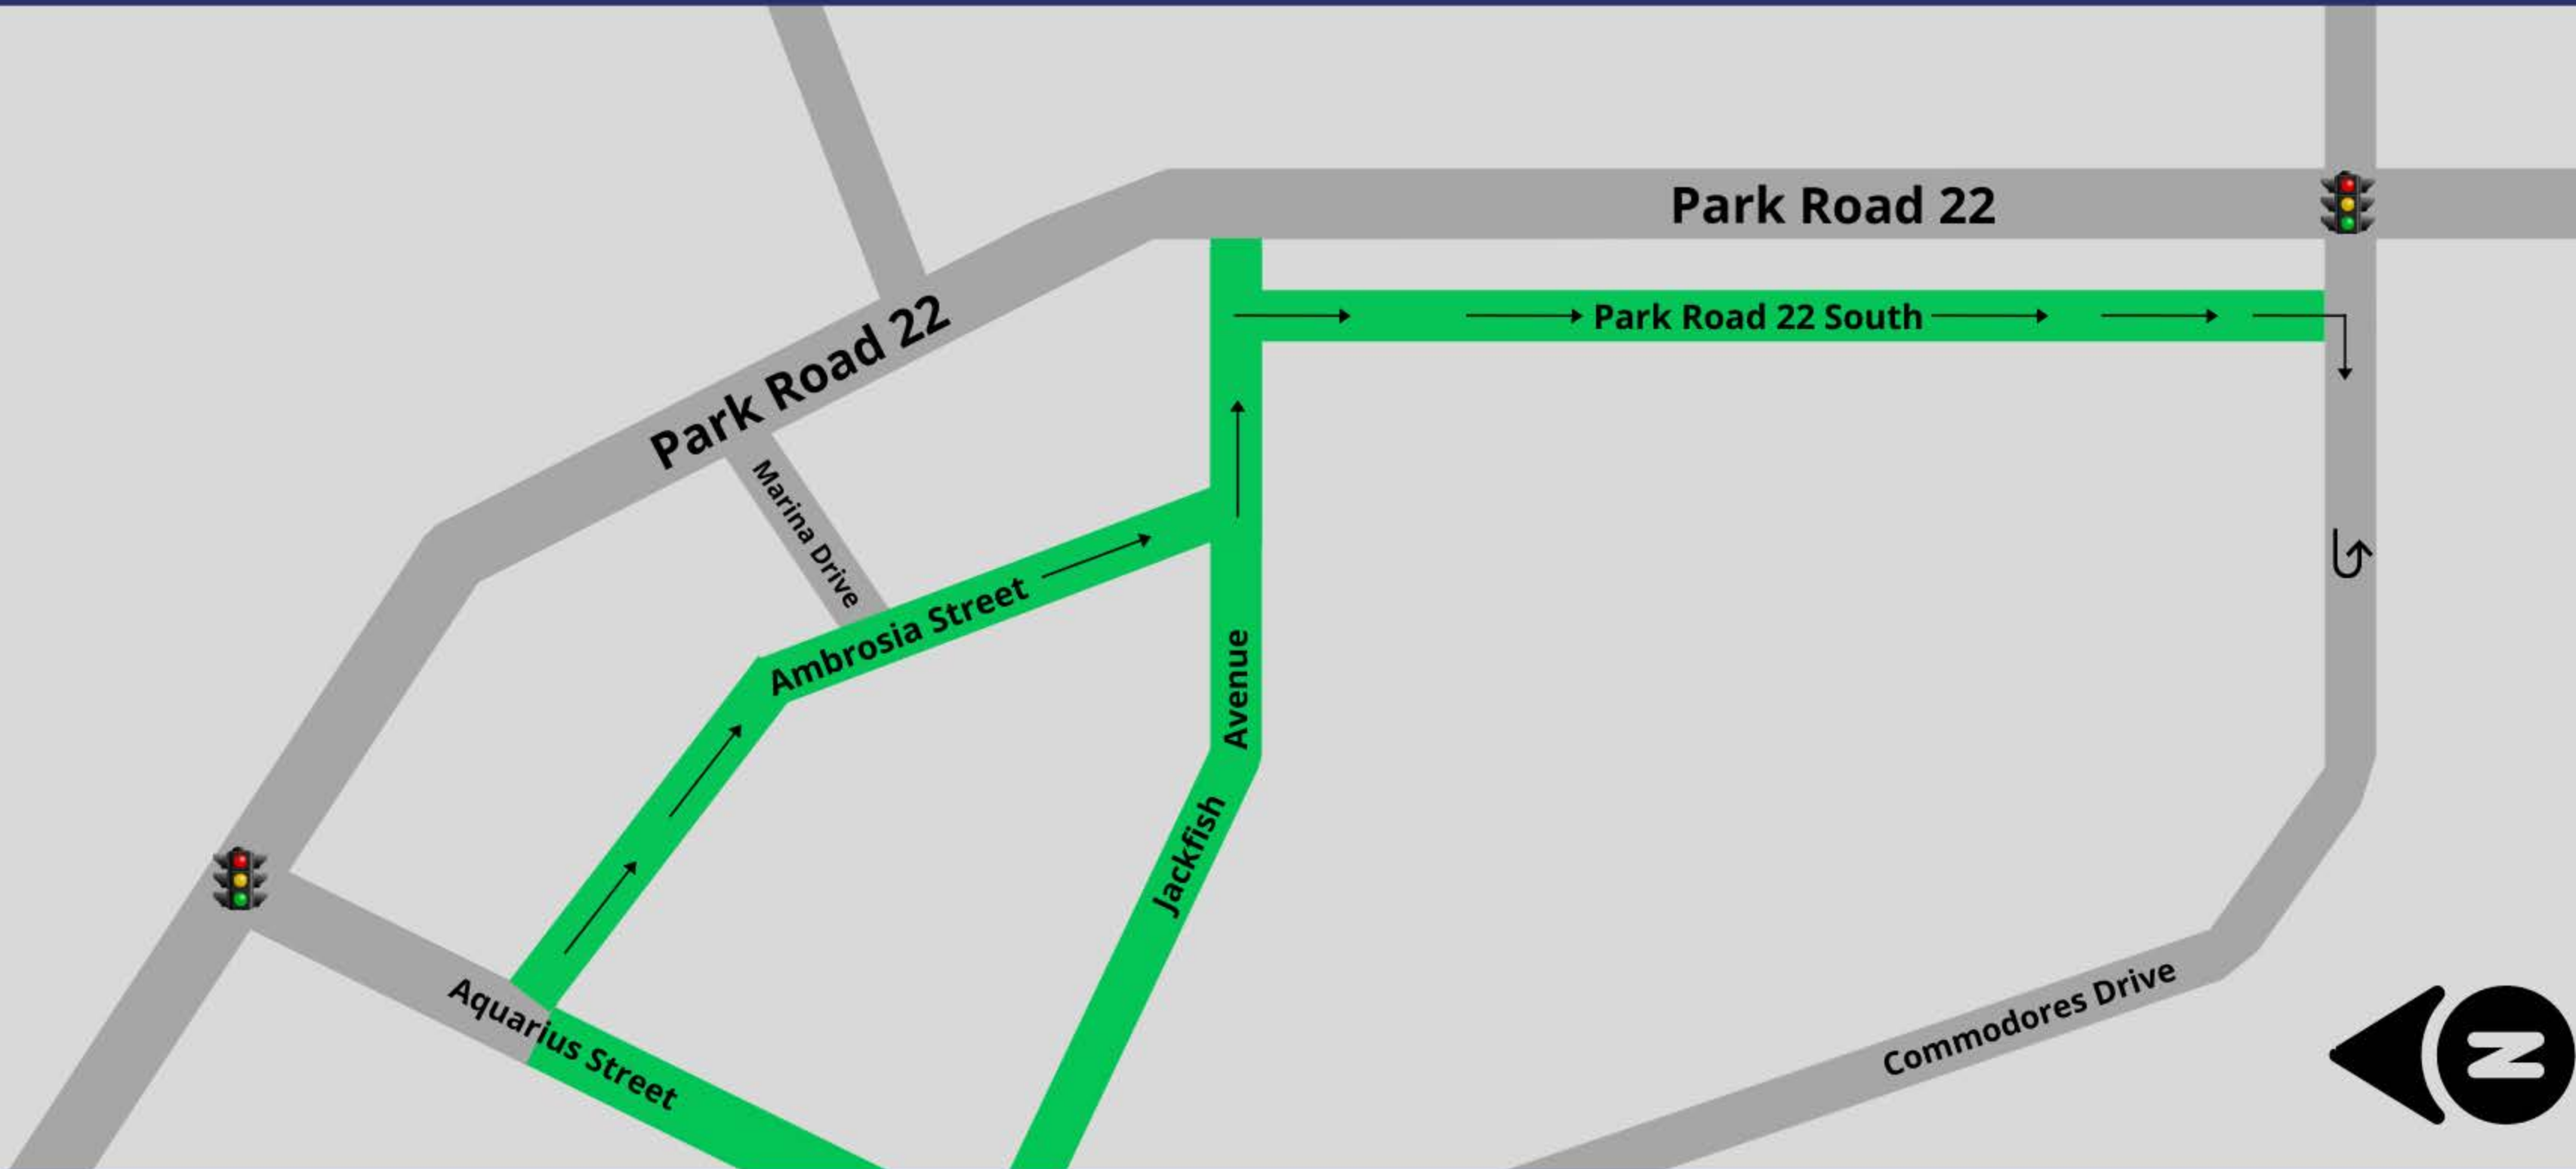 Park Road 22
Park Road 22 South
Park Road 22
Marina Drive
Ambrosia Street
Avenue
Jackfish
Aquarius Street
Commodores Drive
N